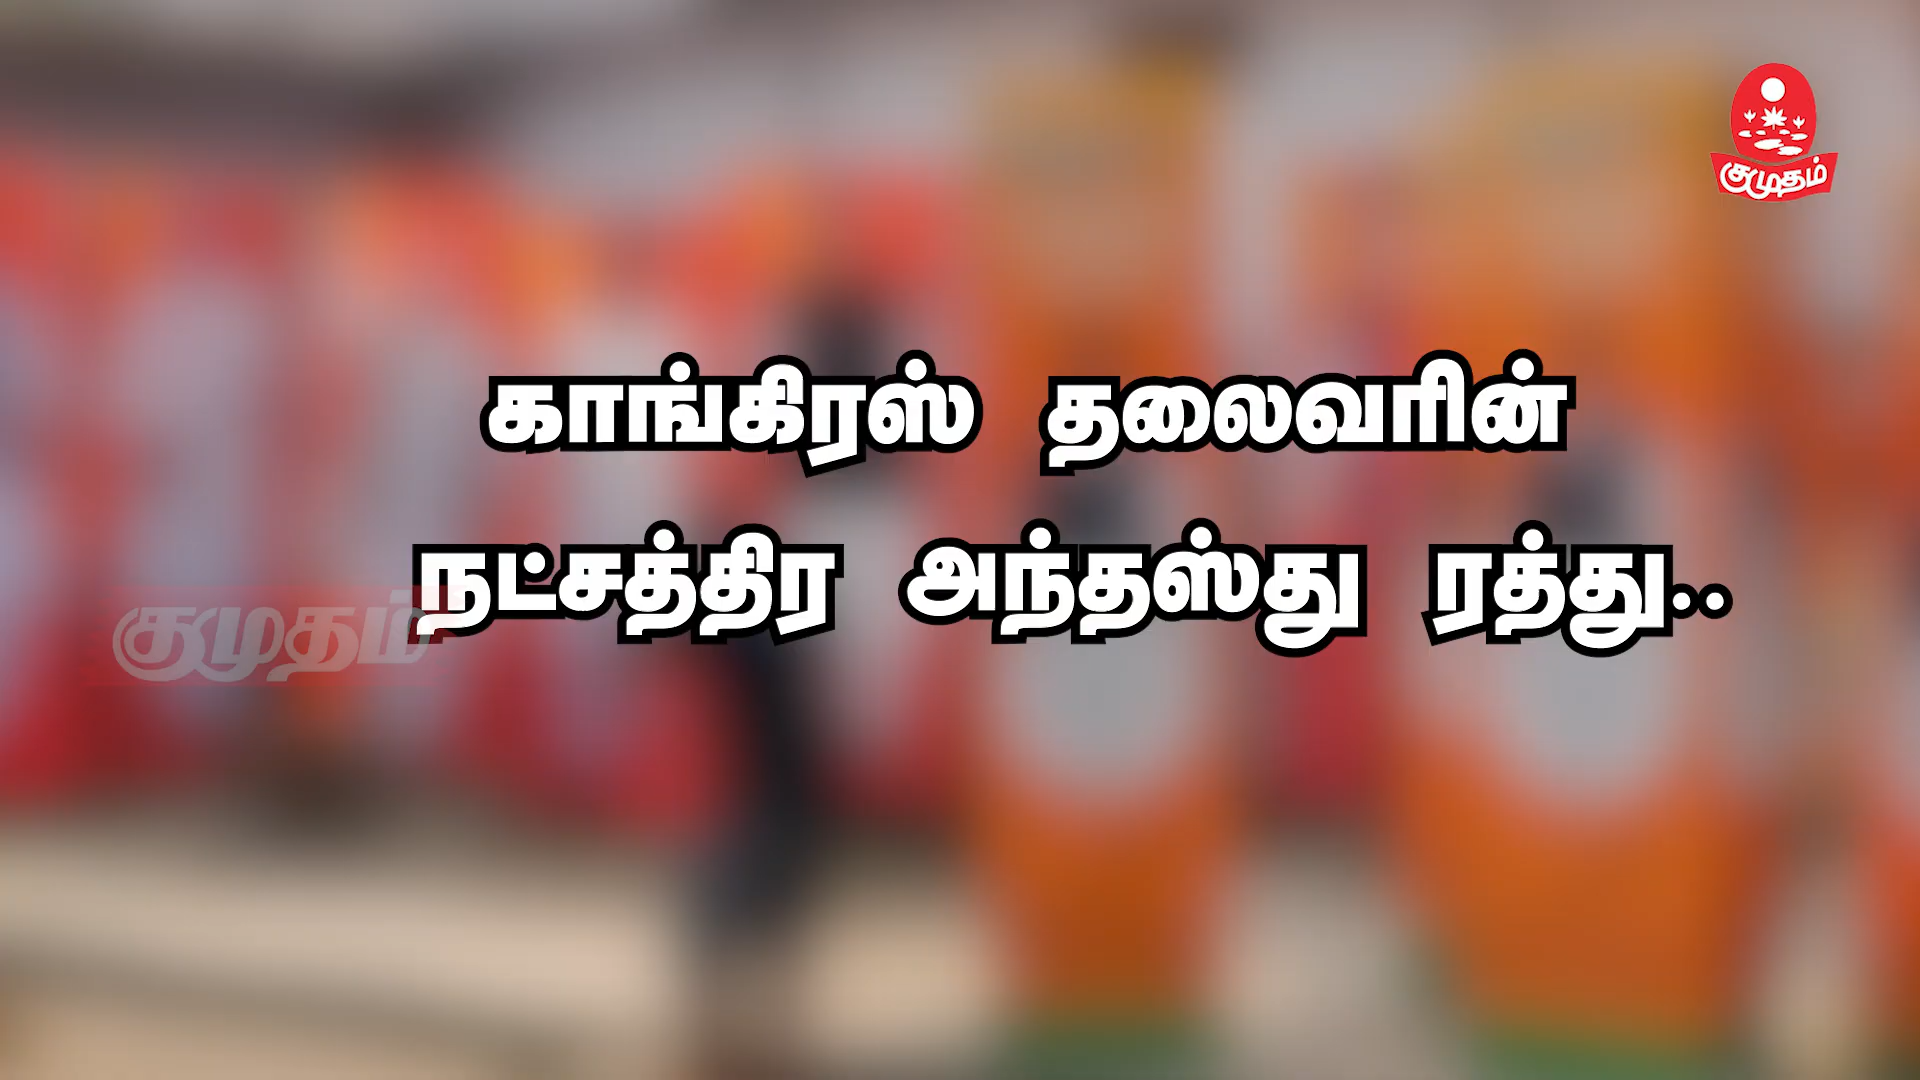 குமுதம்
காங்கிரஸ் தலைவரின்
நட்சத்திர அந்தஸ்து ரத்து..
குமுதம்